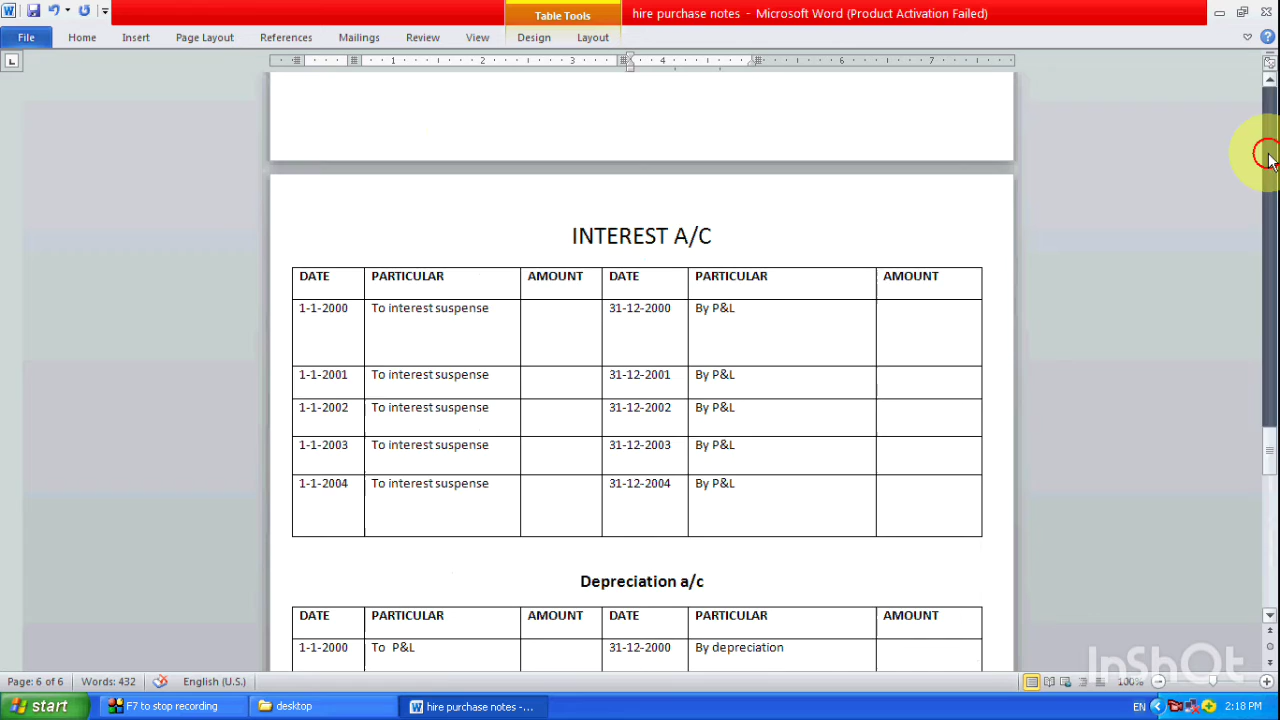 Table Tools
hire purchase notes - Microsoft Word (Product Activation Failed)
File Home Insert Page Layout References Mailings Review View Design Layout
1 2 3 4 6 7
INTEREST A/C
DATE PARTICULAR AMOUNT DATE PARTICULAR AMOUNT
1-1-2000 To interest suspense 31-12-2000 By P&L
1-1-2001 To interest suspense 31-12-2001 By P&L
1-1-2002 To interest suspense 31-12-2002 By P&L
1-1-2003 To interest suspense 31-12-2003 By P&L
1-1-2004 To interest suspense 31-12-2004 By P&L
Depreciation a/c
DATE PARTICULAR AMOUNT DATE PARTICULAR AMOUNT
1-1-2000 To P&L 31-12-2000 By depreciation
InShOt
Page: 6 of 6 Words: 432 English (U.S.) 100%
start F7 to stop recording desktop hire purchase notes -... EN 2:18 PM